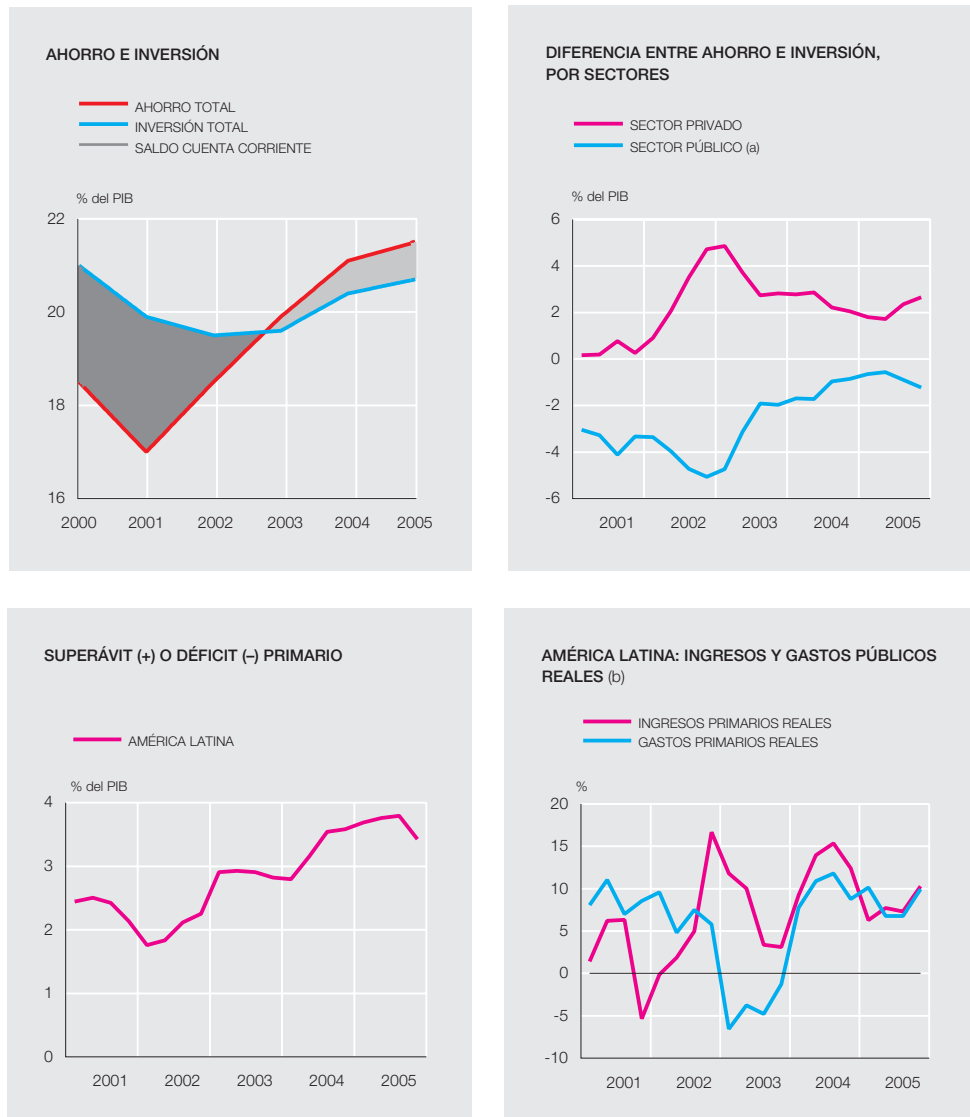 AHORRO E INVERSIÓN
AHORRO TOTAL
INVERSIÓN TOTAL
SALDO CUENTA CORRIENTE
% del PIB
22
20
18
16
2000 2001 2002 2003 2004 2005
DIFERENCIA ENTRE AHORRO E INVERSIÓN,
POR SECTORES
SECTOR PRIVADO
SECTOR PÚBLICO (a)
% del PIB
6
4
2
0
-2
-4
-6
2001 2002 2003 2004 2005
SUPERÁVIT (+) O DÉFICIT (–) PRIMARIO
AMÉRICA LATINA
% del PIB
4
3
2
1
0
2001 2002 2003 2004 2005
AMÉRICA LATINA: INGRESOS Y GASTOS PÚBLICOS
REALES (b)
INGRESOS PRIMARIOS REALES
GASTOS PRIMARIOS REALES
%
20
15
10
5
0
-5
-10
2001 2002 2003 2004 2005